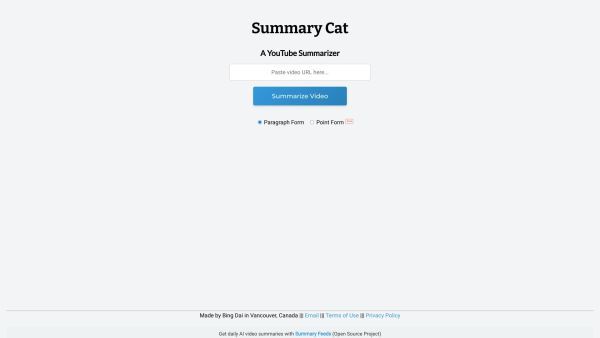 Summary Cat
A YouTube Summarizer
Paste video URL here...
Summarize Video
Paragraph Form Point Form
Made by Bing Dai in Vancouver, Canada ||| Email ||| Terms of Use ||| Privacy Policy
Get daily AI video summaries with Summary Feeds (Open Source Project)